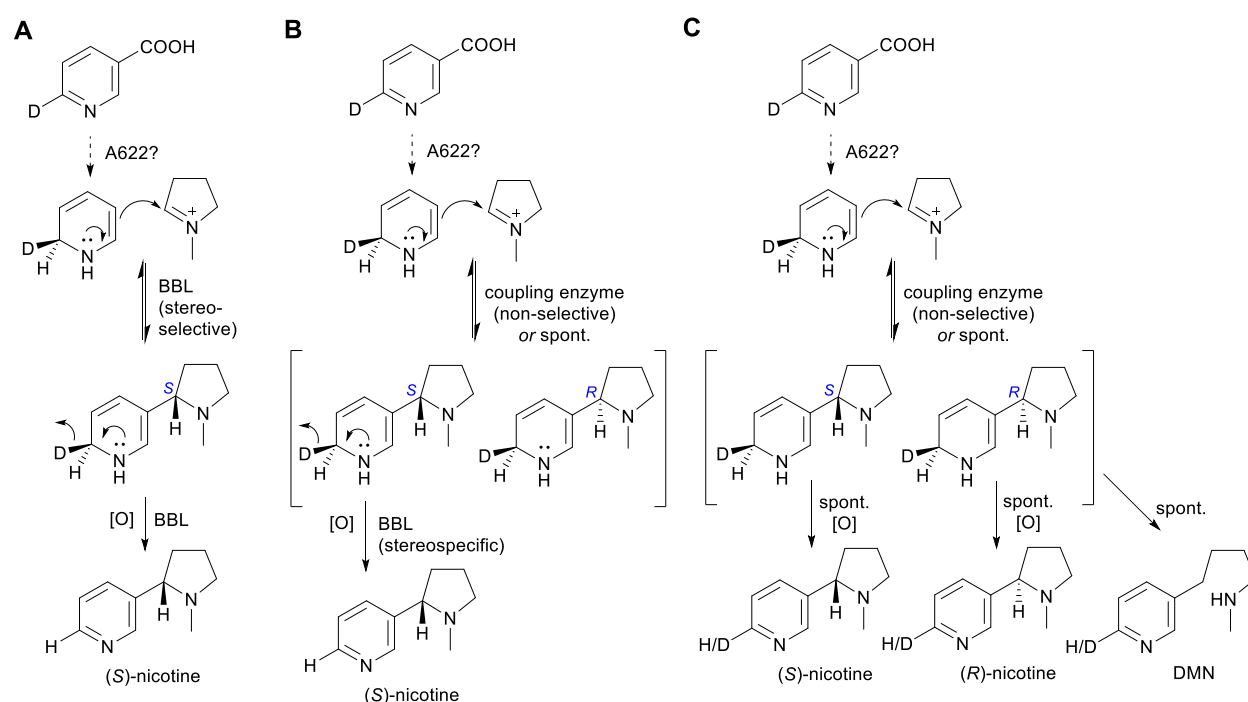 A
COOH
D
N
A622?
+
N
D
H
N
H
BBL
(stereo-
selective)
S
D
H
N
H
H
N
[O]
BBL
H
N
H
N
(S)-nicotine
B
COOH
D
N
A622?
+
N
D
H
N
H
coupling enzyme
(non-selective)
or spont.
S
D
H
N
H
H
N
R
D
H
N
H
H
N
[O]
BBL
(stereospecific)
H
N
H
N
(S)-nicotine
C
COOH
D
N
A622?
+
N
D
H
N
H
coupling enzyme
(non-selective)
or spont.
S
D
H
N
H
H
N
R
D
H
N
H
H
N
spont.
[O]
spont.
[O]
spont.
H/D
N
H
N
(S)-nicotine
H/D
N
H
N
(R)-nicotine
H/D
N
HN
DMN